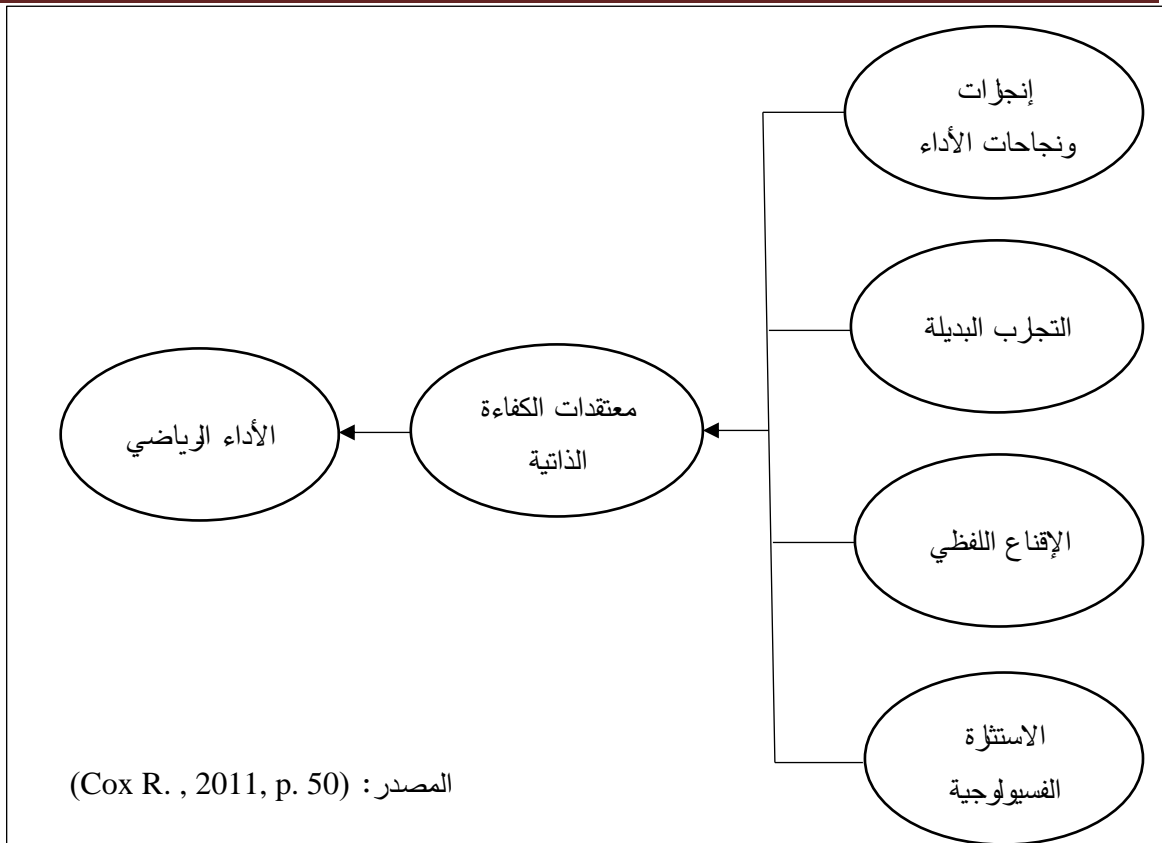 إنجازات
ونجاحات الأداء
التجارب البديلة
معتقدات الكفاءة
الذاتية
الأداء الرياضي
الإقناع اللفظي
الاستثارة
الفسيولوجية
المصدر: (Cox R. , 2011, p. 50)